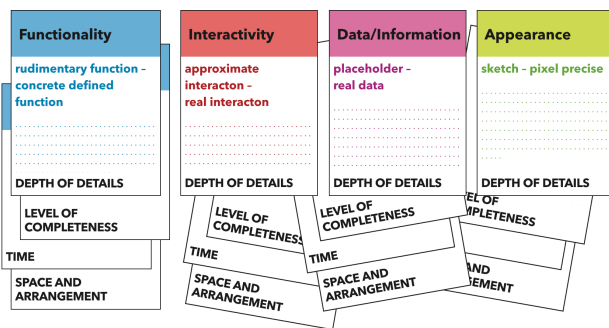 Functionality
rudimentary function –
concrete defined
function
DEPTH OF DETAILS
LEVEL OF
COMPLETENESS
TIME
SPACE AND
ARRANGEMENT
Interactivity
approximate
interacton –
real interacton
DEPTH OF DETAILS
LEVEL OF
COMPLETENESS
TIME
SPACE AND
ARRANGEMENT
Data/Information
placeholder –
real data
DEPTH OF DETAILS
LEVEL OF
COMPLETENESS
TIME
SPACE AND
ARRANGEMENT
Appearance
sketch – pixel precise
DEPTH OF DETAILS
OF